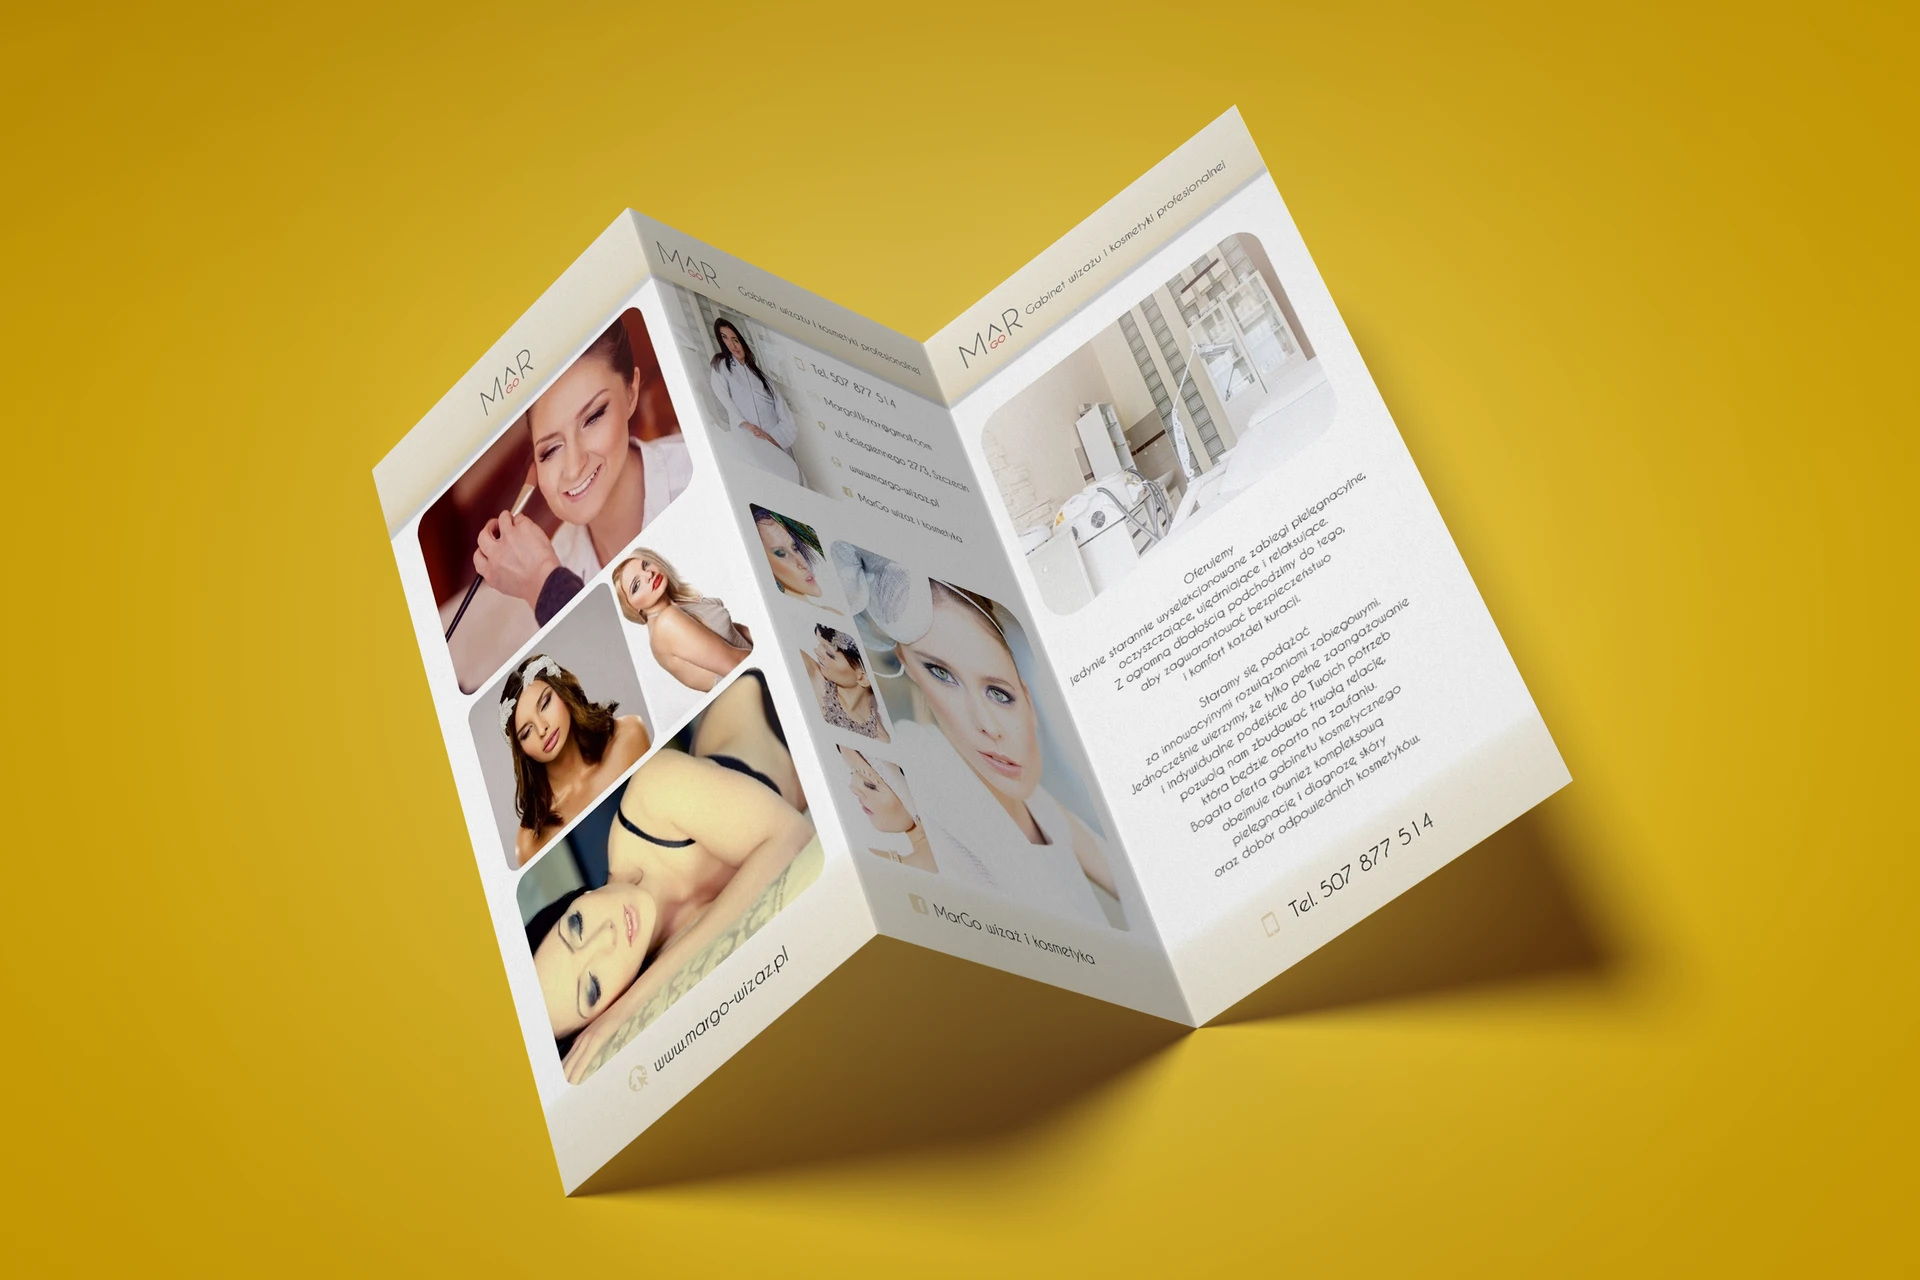 MAR
GO
www.margo-wizaz.pl
MAR
GO
Gabinet wizażu i kosmetyki profesjonalnej
Tel. 507 877 514
ul. Ściegiennego 27/3, Szczecin
www.margo-wizaz.pl
MarGo wizaż i kosmetyka
MarGo wizaż i kosmetyka
MAR
GO
Gabinet wizażu i kosmetyki profesjonalnej
Oferujemy
jedynie starannie wyselekcjonowane zabiegi pielęgnacyjne,
oczyszczające, ujędrniające i relaksujące.
Z ogromną dbałością podchodzimy do tego,
aby zagwarantować bezpieczeństwo
i komfort każdej kuracji.
Staramy się podążać
za innowacyjnymi rozwiązaniami zabiegowymi.
Jednocześnie wierzymy, że tylko pełne zaangażowanie
i indywidualne podejście do Twoich potrzeb
pozwolą nam zbudować trwałą relację,
która będzie oparta na zaufaniu.
Bogata oferta gabinetu kosmetycznego
obejmuje również kompleksową
pielęgnację i diagnozę skóry
oraz dobór odpowiednich kosmetyków.
Tel. 507 877 514